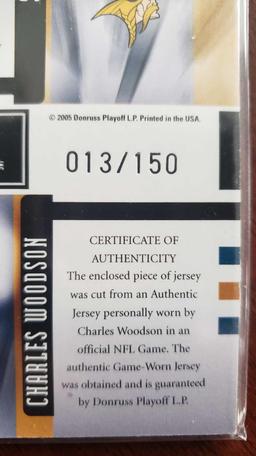 © 2005 Donruss Playoff L.P. Printed in the USA.
013/150
CHARLES WOODSON
CERTIFICATE OF
AUTHENTICITY
The enclosed piece of jersey
was cut from an Authentic
Jersey personally worn by
Charles Woodson in an
official NFL Game. The
authentic Game-Worn Jersey
was obtained and is guaranteed
by Donruss Playoff L.P.